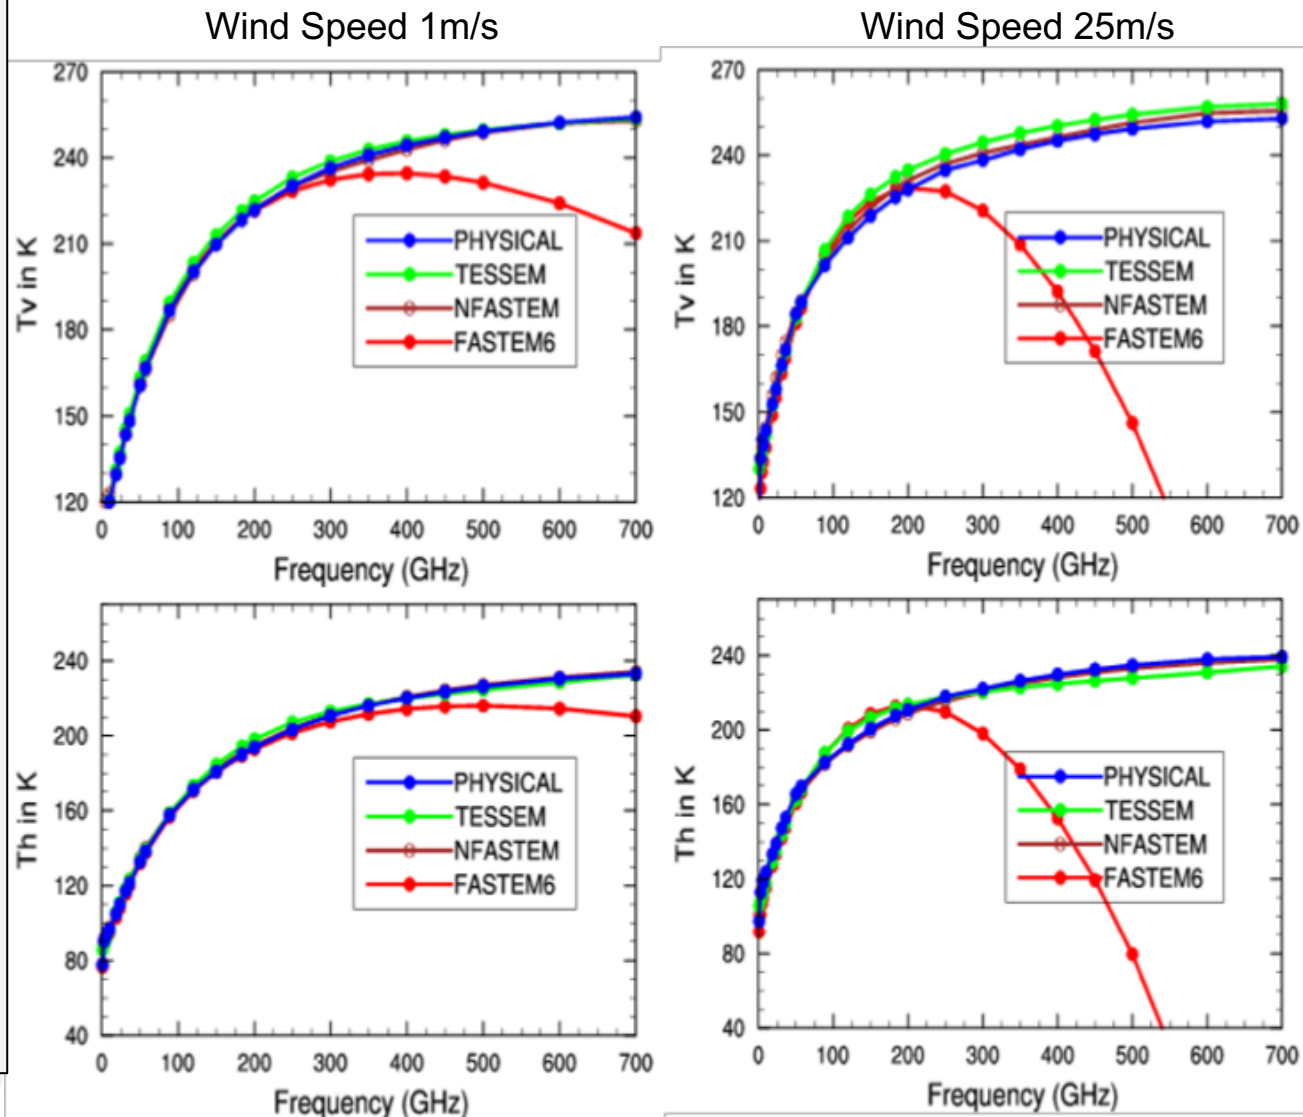 Wind Speed 1m/s
Wind Speed 25m/s
270
240
210
180
150
120
Tv in K
PHYSICAL
TESSEM
NFASTEM
FASTEM6
0 100 200 300 400 500 600 700
Frequency (GHz)
270
240
210
180
150
120
Tv in K
PHYSICAL
TESSEM
NFASTEM
FASTEM6
0 100 200 300 400 500 600 700
Frequency (GHz)
240
200
160
120
80
40
Th in K
PHYSICAL
TESSEM
NFASTEM
FASTEM6
0 100 200 300 400 500 600 700
Frequency (GHz)
240
200
160
120
80
40
Th in K
PHYSICAL
TESSEM
NFASTEM
FASTEM6
0 100 200 300 400 500 600 700
Frequency (GHz)